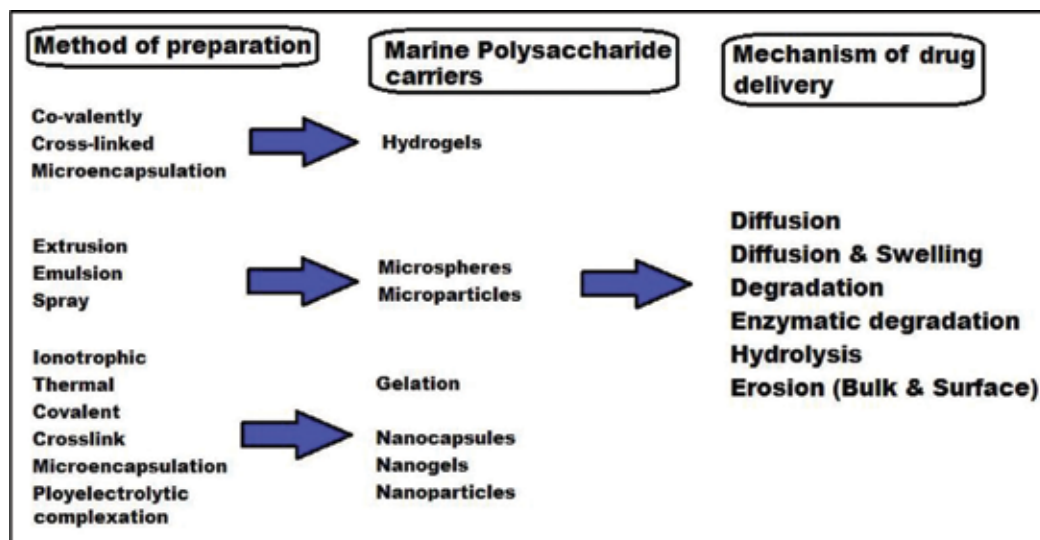 Method of preparation
Marine Polysaccharide
carriers
Mechanism of drug
delivery
Co-valently
Cross-linked
Microencapsulation
Hydrogels
Extrusion
Emulsion
Spray
Microspheres
Microparticles
Ionotrophic
Thermal
Covalent
Crosslink
Microencapsulation
Ployelectrolytic
complexation
Gelation
Nanocapsules
Nanogels
Nanoparticles
Diffusion
Diffusion & Swelling
Degradation
Enzymatic degradation
Hydrolysis
Erosion (Bulk & Surface)